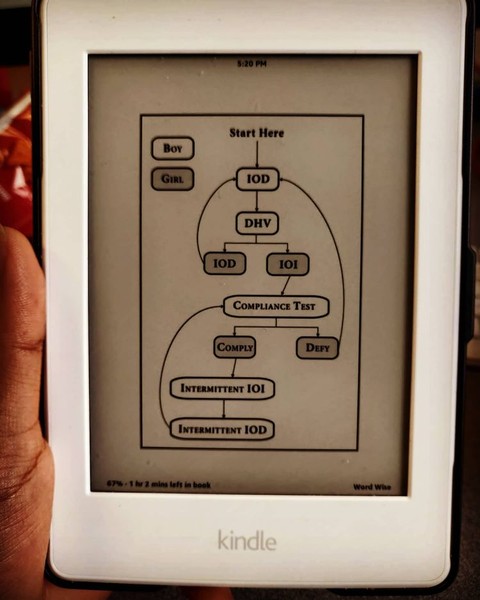 5:20 PM
Start Here
BOY
GIRL
IOD
DHV
IOD IOI
COMPLIANCE TEST
COMPLY DEFY
INTERMITTENT IOI
INTERMITTENT IOD
67% - 1 hr 2 mins left in book Word Wise
kindle